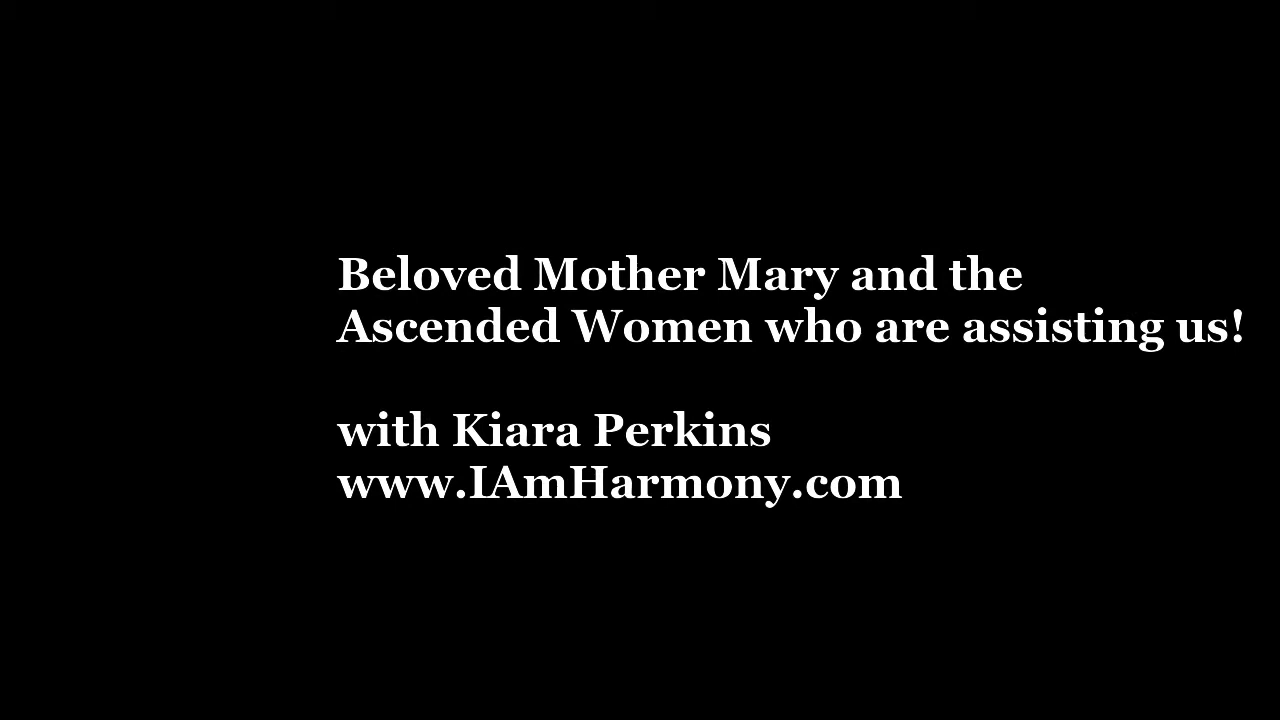 Beloved Mother Mary and the
Ascended Women who are assisting us!
with Kiara Perkins
www.IAmHarmony.com